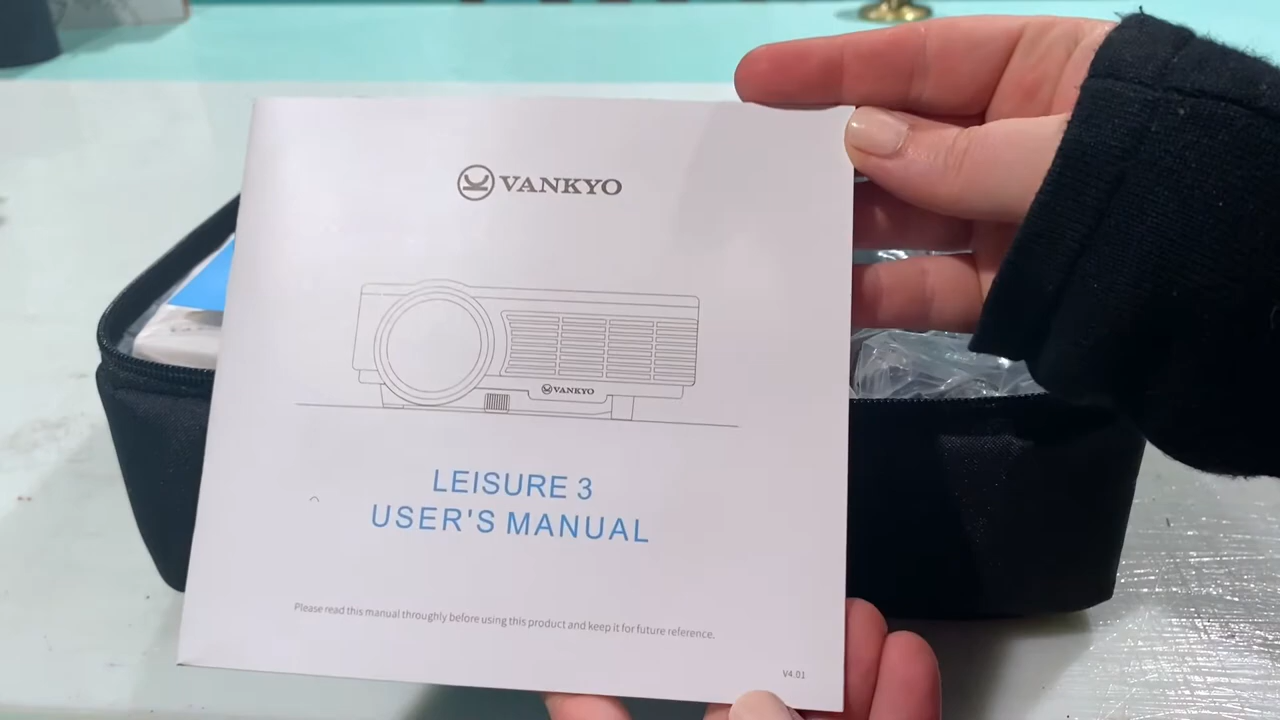 VANKYO
VANKYO
LEISURE 3
USER'S MANUAL
Please read this manual throughly before using this product and keep it for future reference.
V4.01